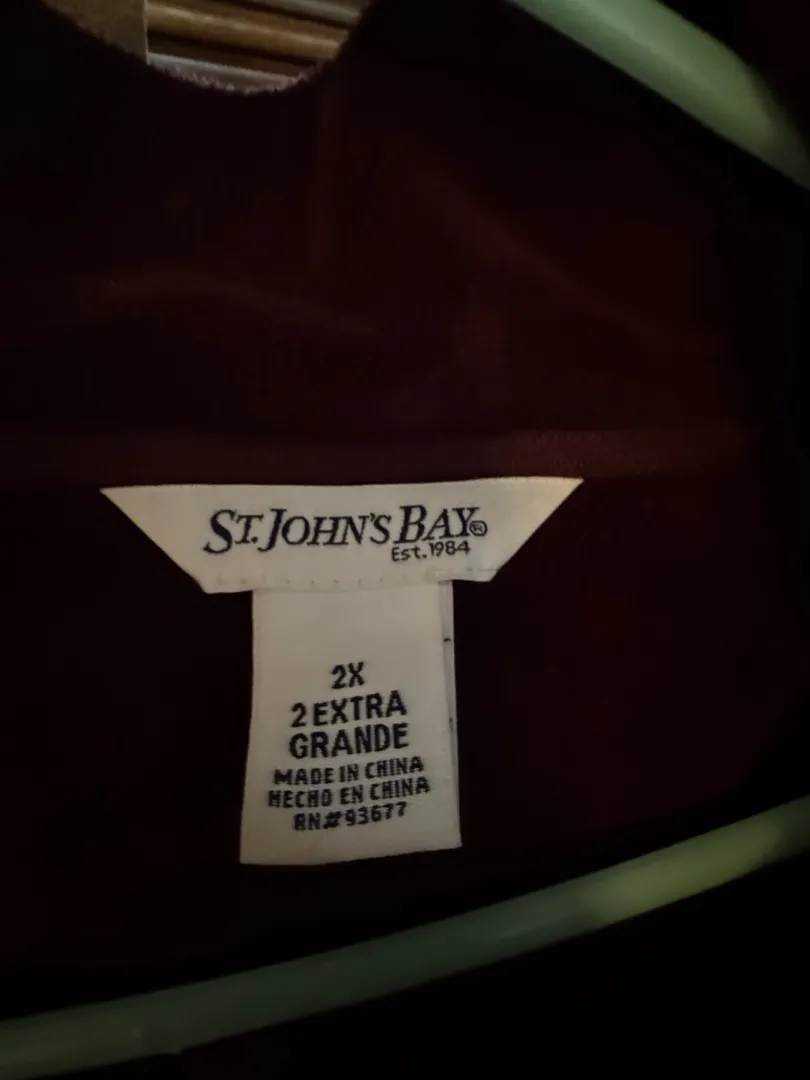 ST. JOHN'S BAY®
Est. 1984
2X
2 EXTRA
GRANDE
MADE IN CHINA
HECHO EN CHINA
RN#93677